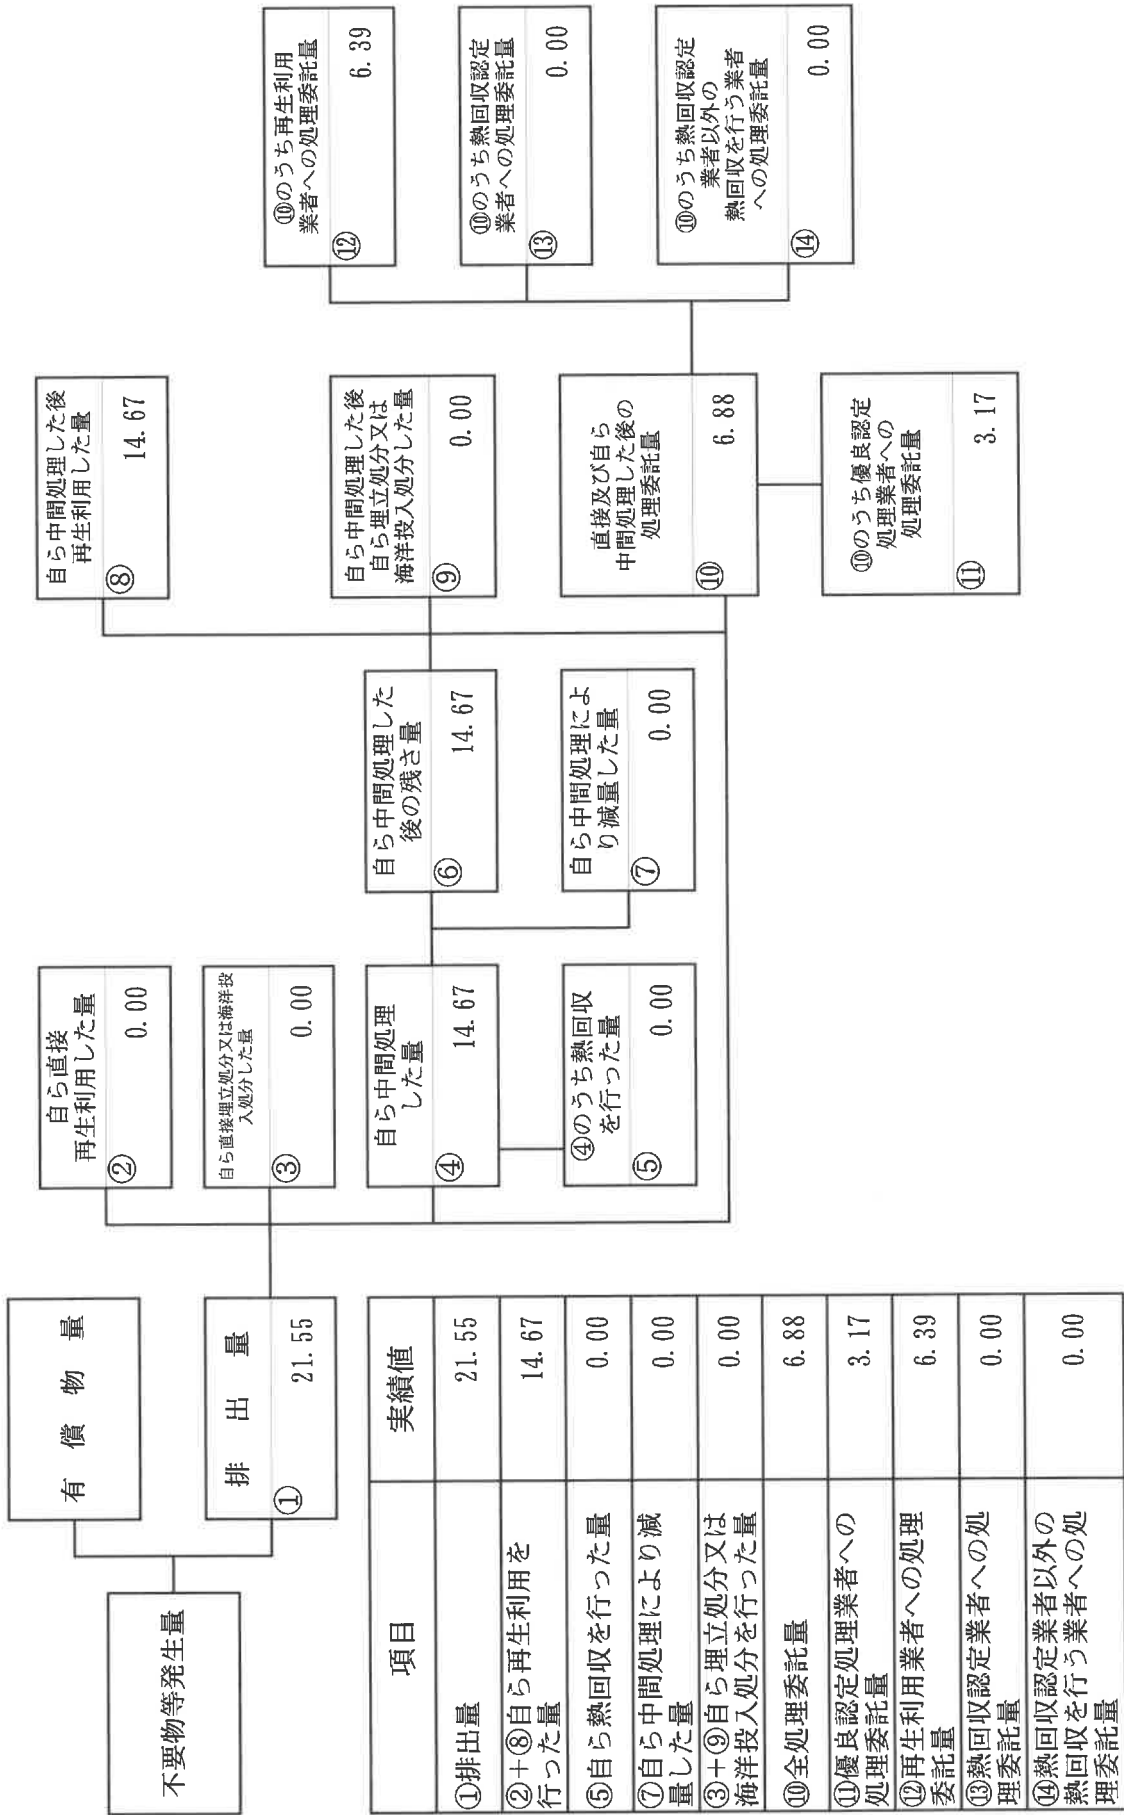 不要物等発生量
有償物量
排出量
①
21.55
自ら直接
再生利用した量
②
0.00
自ら直接埋立処分又は海洋投
入処分した量
③
0.00
自ら中間処理
した量
④
14.67
④のうち熱回収
を行った量
⑤
0.00
自ら中間処理した
後の残さ量
⑥
14.67
自ら中間処理によ
り減量した量
⑦
0.00
自ら中間処理した後
再生利用した量
⑧
14.67
自ら中間処理した後
自ら埋立処分又は
海洋投入処分した量
⑨
0.00
直接及び自ら
中間処理した後の
処理委託量
⑩
6.88
⑩のうち優良認定
処理業者への
処理委託量
⑪
3.17
⑩のうち再生利用
業者への処理委託量
⑫
6.39
⑩のうち熱回収認定
業者への処理委託量
⑬
0.00
⑩のうち熱回収認定
業者以外の
熱回収を行う業者
への処理委託量
⑭
0.00
項目 実績値
①排出量 21.55
②+⑧自ら再生利用を
行った量 14.67
⑤自ら熱回収を行った量 0.00
⑦自ら中間処理により減
量した量 0.00
③+⑨自ら埋立処分又は
海洋投入処分を行った量 0.00
⑩全処理委託量 6.88
⑪優良認定処理業者への
処理委託量 3.17
⑫再生利用業者への処理
委託量 6.39
⑬熱回収認定業者への処
理委託量 0.00
⑭熱回収認定業者以外の
熱回収を行う業者への処
理委託量 0.00